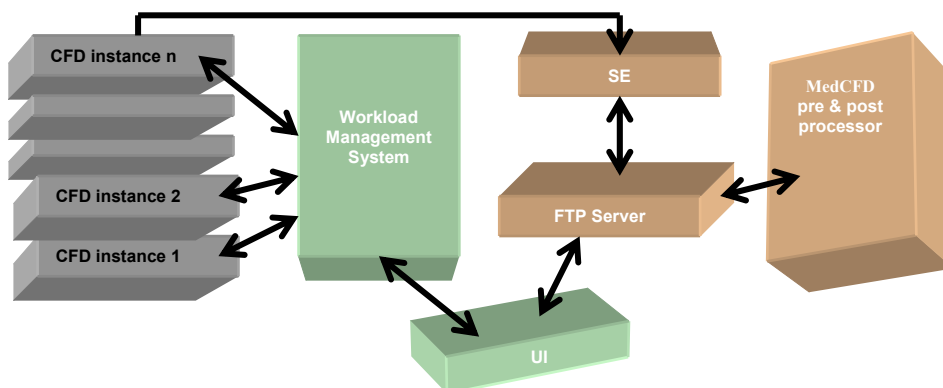 CFD instance n
CFD instance 2
CFD instance 1
Workload
Management
System
SE
FTP Server
UI
MedCFD
pre & post
processor